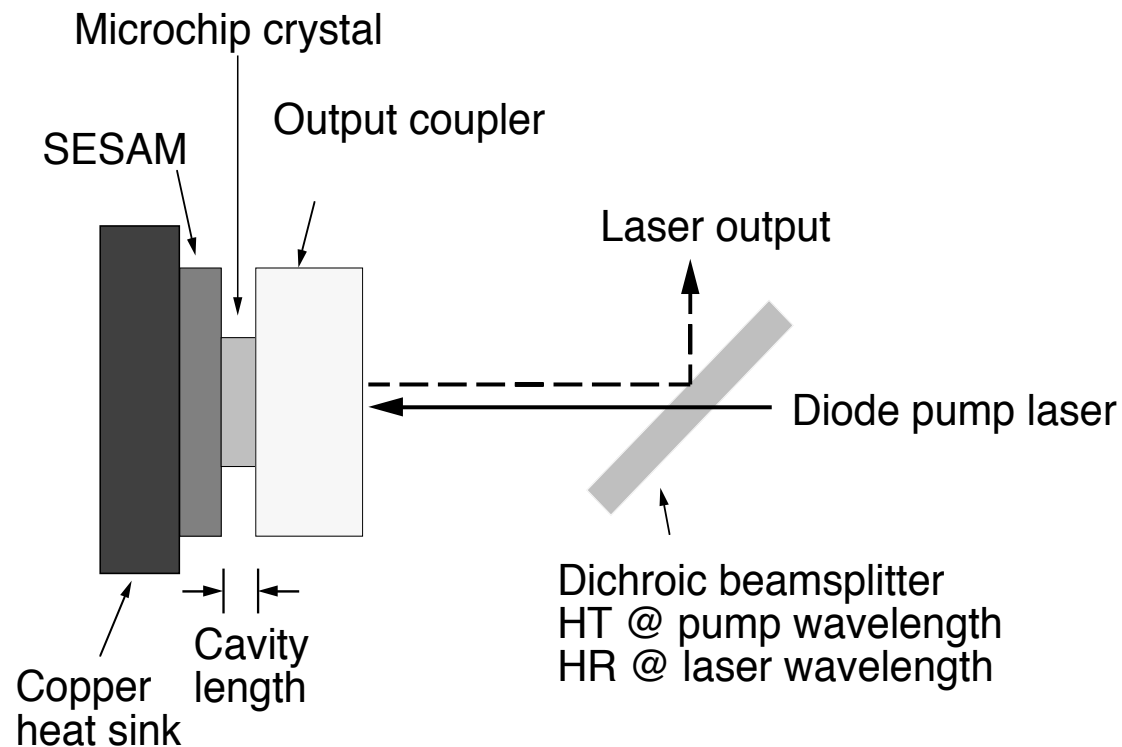 Microchip crystal
Output coupler
SESAM
Laser output
Diode pump laser
Dichroic beamsplitter
HT @ pump wavelength
HR @ laser wavelength
Cavity
length
Copper
heat sink